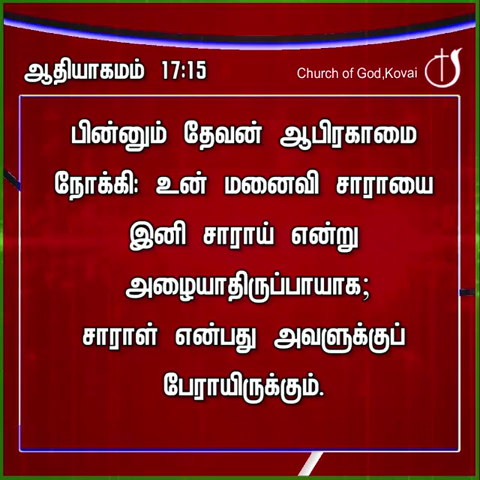 ஆதியாகமம் 17:15
Church of God,Kovai
பின்னும் தேவன் ஆபிரகாமை
நோக்கி: உன் மனைவி சாராயை
இனி சாராய் என்று
அழையாதிருப்பாயாக;
சாராள் என்பது அவளுக்குப்
பேராயிருக்கும்.